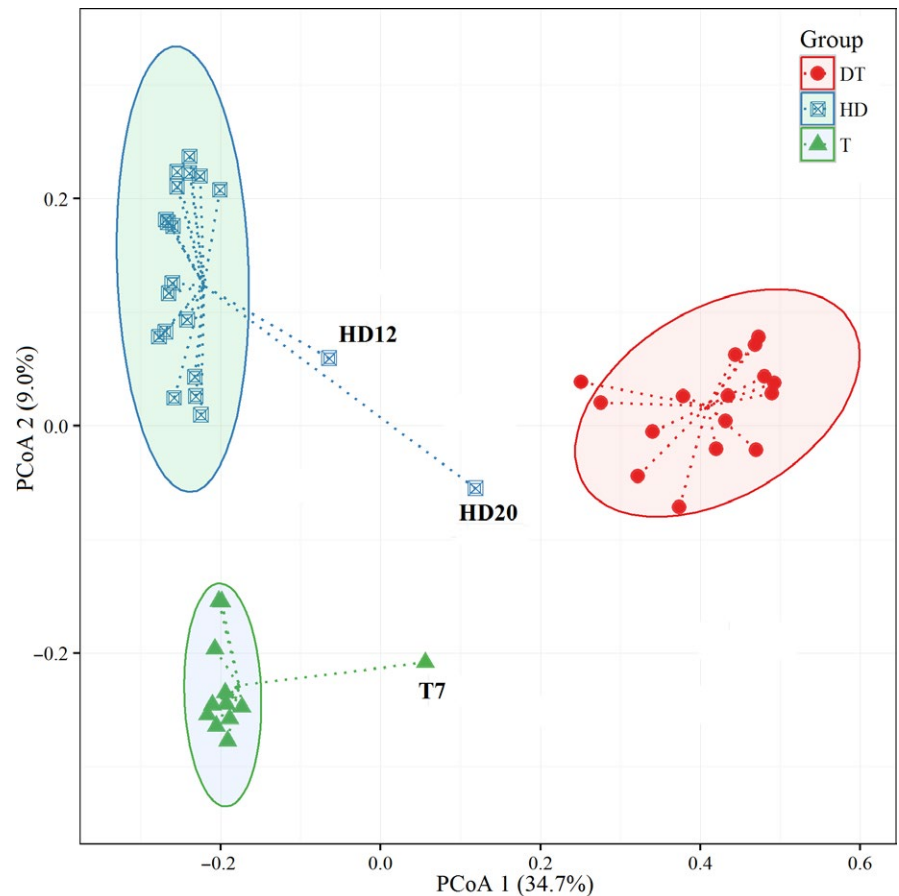 Group
DT
HD
T
HD12
HD20
T7
PCoA 2 (9.0%)
0.2
0.0
−0.2
−0.2
0.0
0.2
0.4
0.6
PCoA 1 (34.7%)